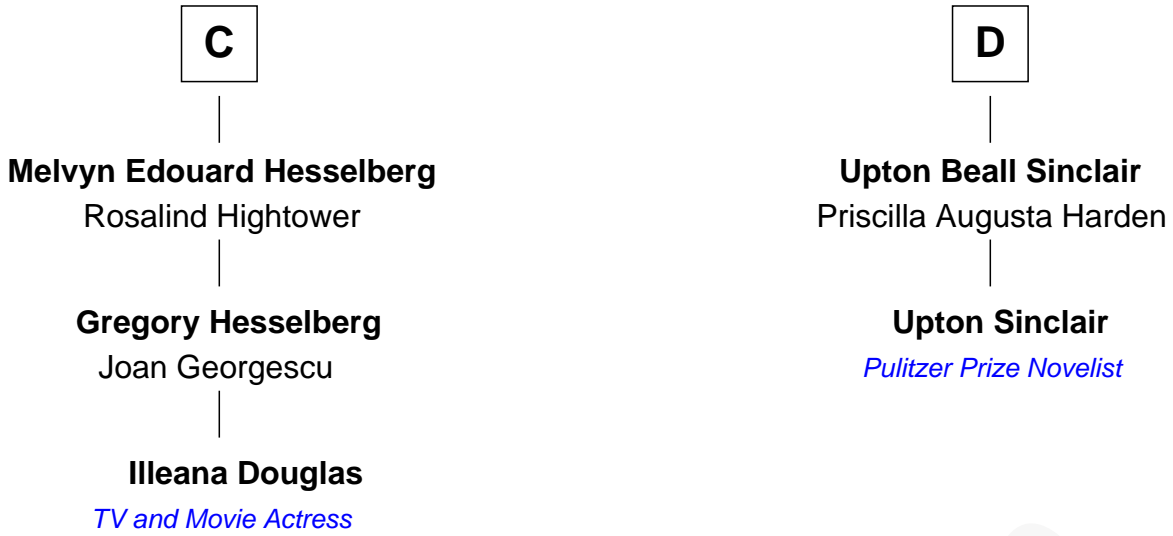 C
Melvyn Edouard Hesselberg
Rosalind Hightower
Gregory Hesselberg
Joan Georgescu
Illeana Douglas
TV and Movie Actress
D
Upton Beall Sinclair
Priscilla Augusta Harden
Upton Sinclair
Pulitzer Prize Novelist